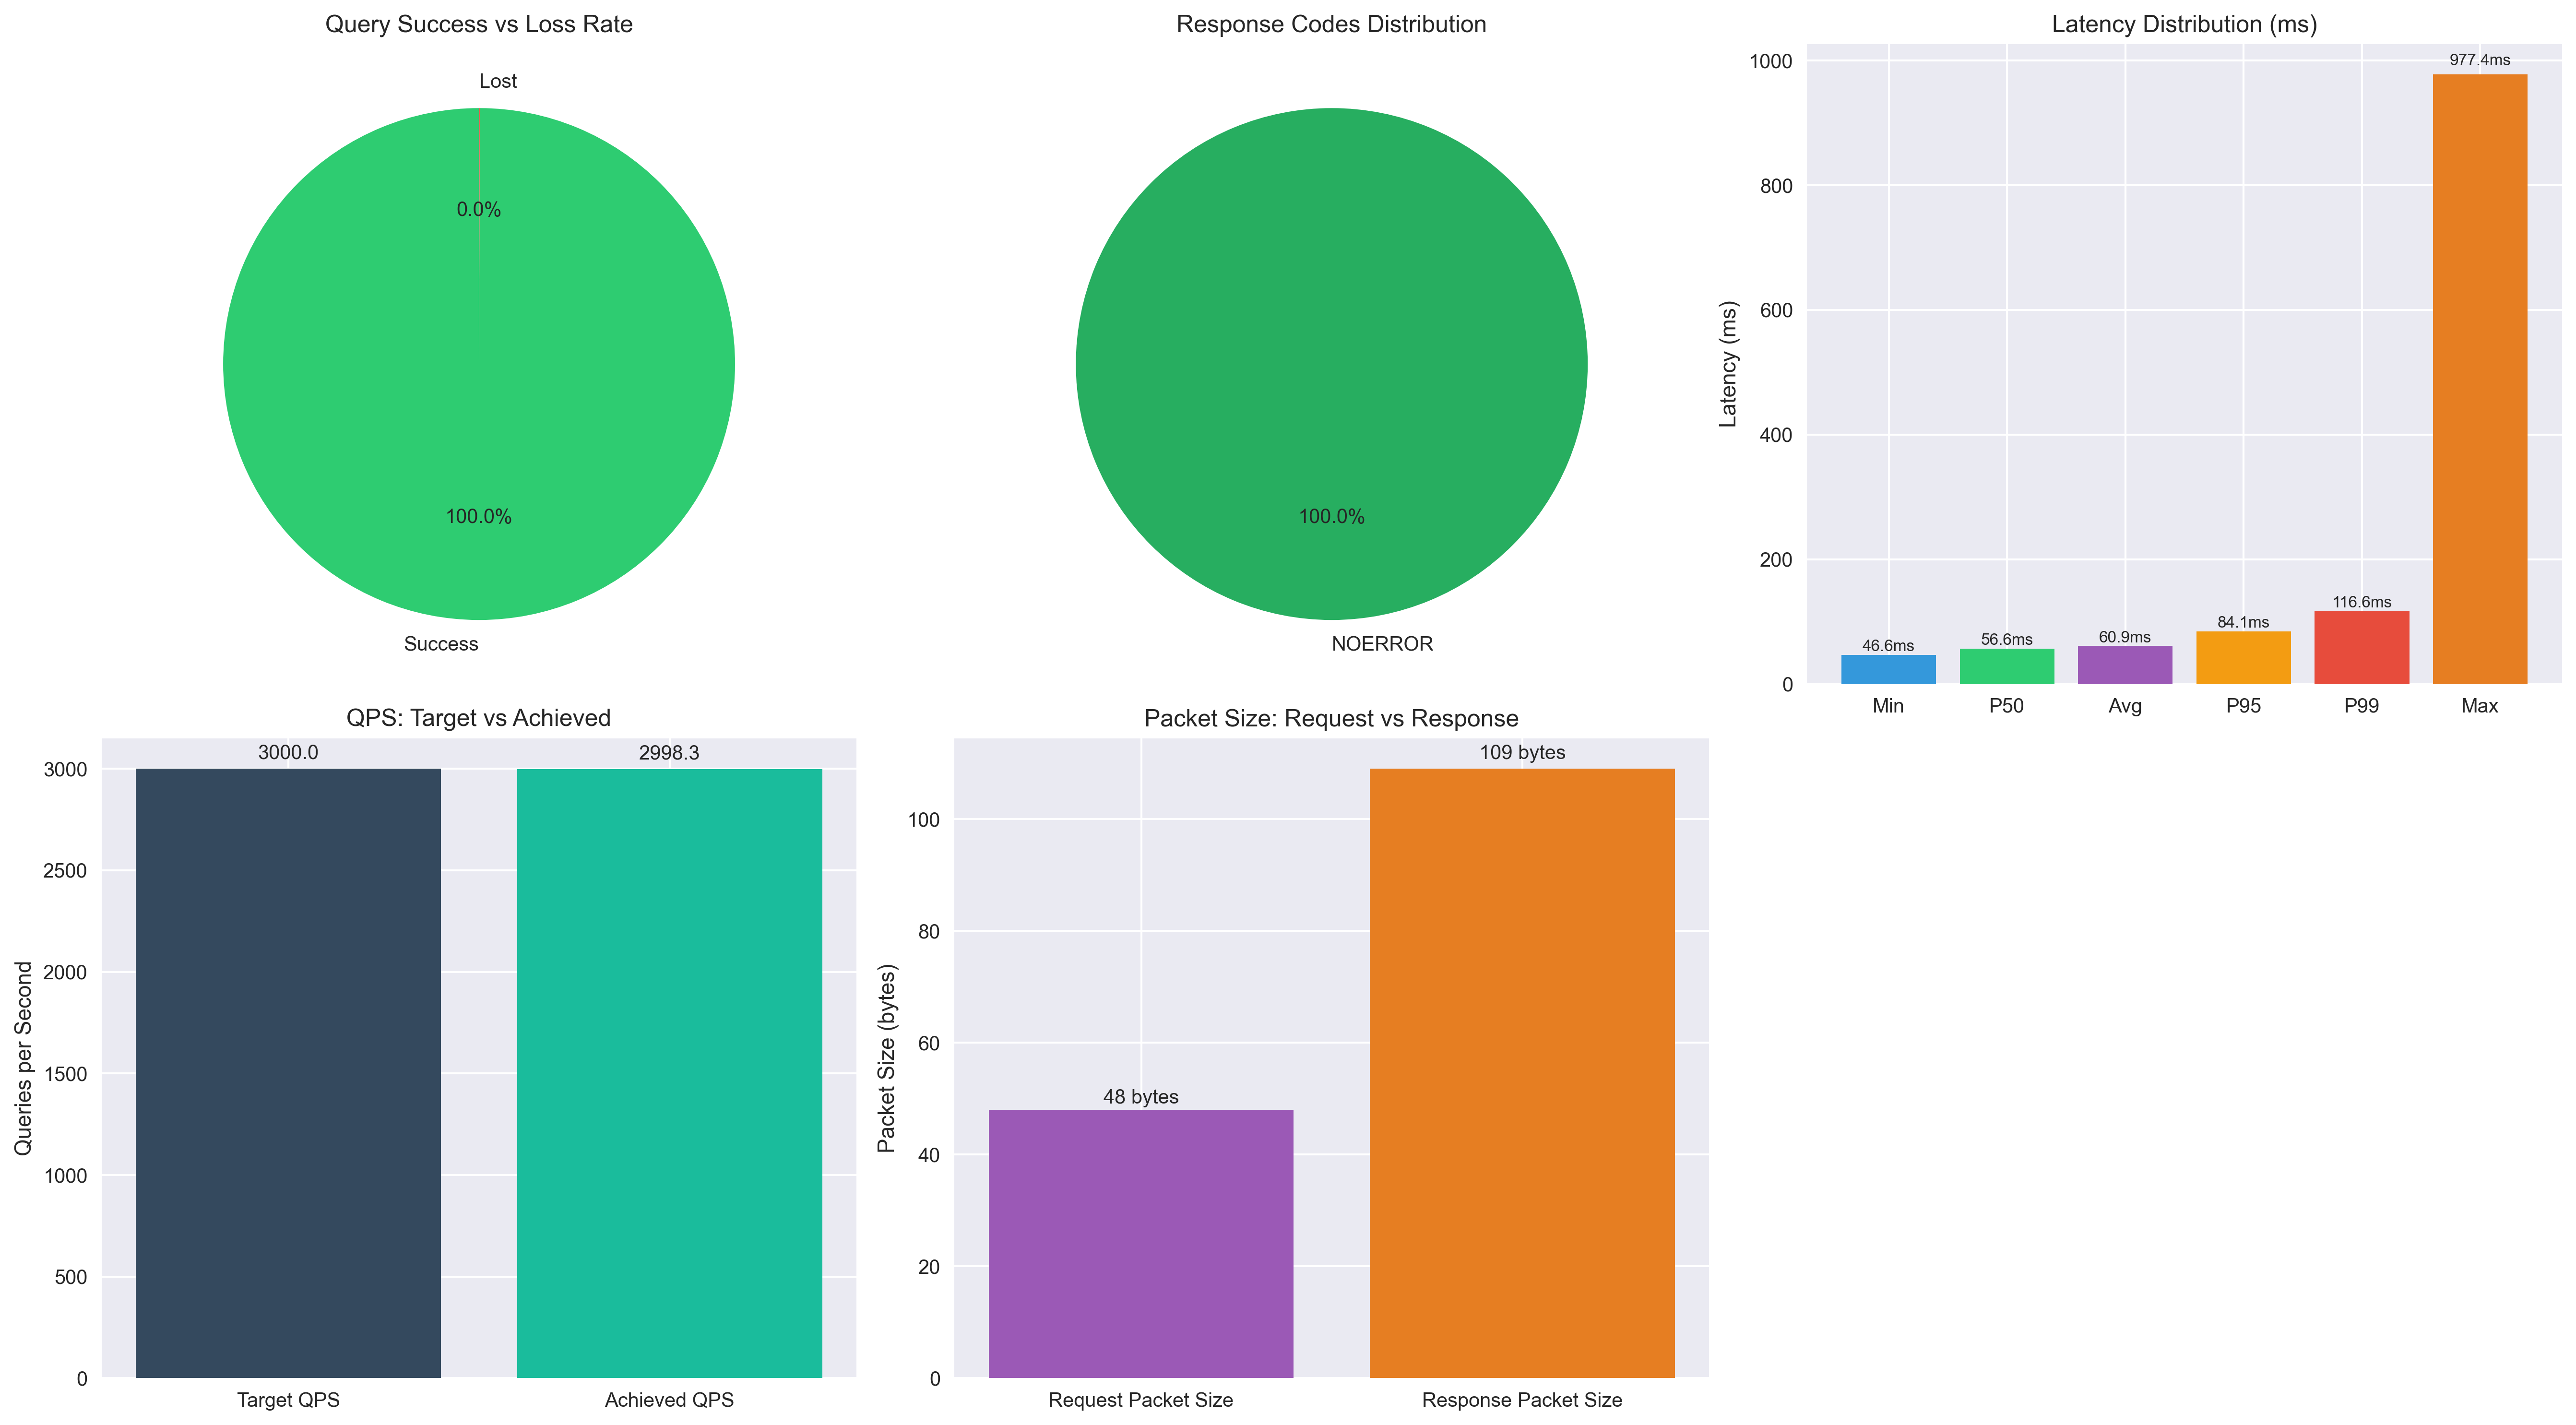 Query Success vs Loss Rate
Lost
0.0%
100.0%
Success
Response Codes Distribution
100.0%
NOERROR
Latency Distribution (ms)
Latency (ms)
1000
800
600
400
200
0
46.6ms
56.6ms
60.9ms
84.1ms
116.6ms
977.4ms
Min
P50
Avg
P95
P99
Max
QPS: Target vs Achieved
Queries per Second
3000
2500
2000
1500
1000
500
0
3000.0
2998.3
Target QPS
Achieved QPS
Packet Size: Request vs Response
Packet Size (bytes)
100
80
60
40
20
0
48 bytes
109 bytes
Request Packet Size
Response Packet Size